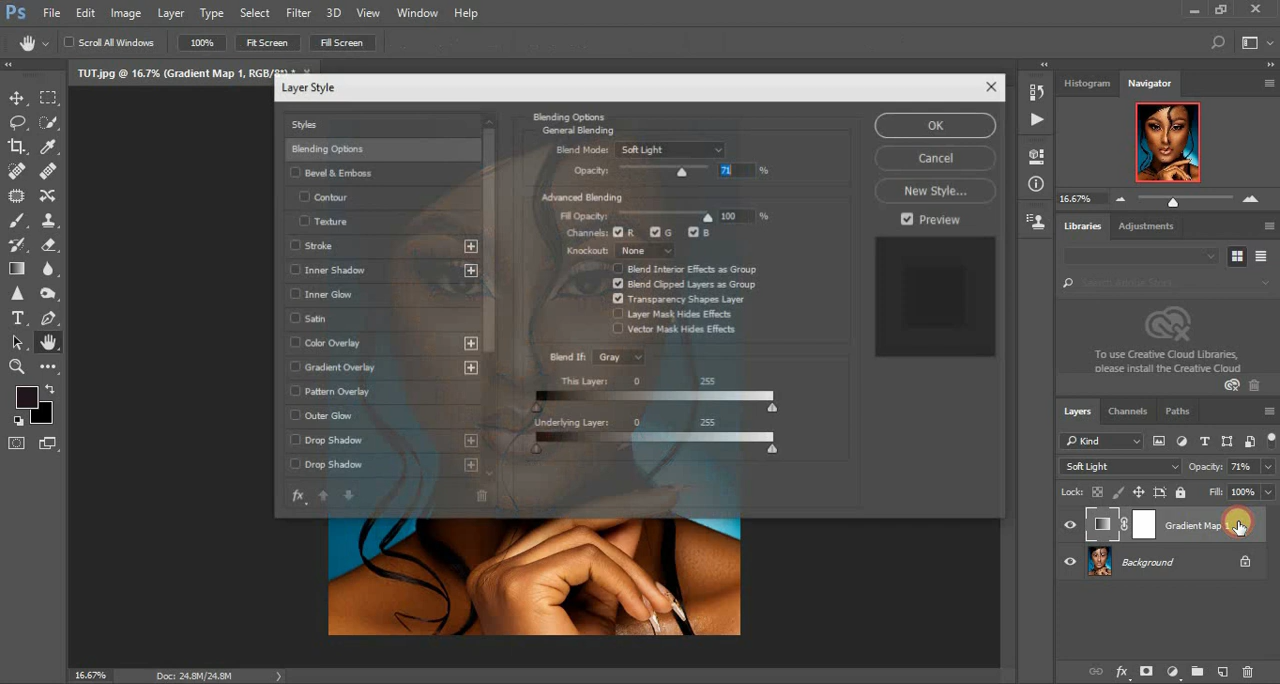 Ps File Edit Image Layer Type Select Filter 3D View Window Help
Scroll All Windows 100% Fit Screen Fill Screen
TUT.jpg @ 16.7% (Gradient Map 1, RGB/8*) *
Layer Style
Styles
Blending Options
Bevel & Emboss
Contour
Texture
Stroke
Inner Shadow
Inner Glow
Satin
Color Overlay
Gradient Overlay
Pattern Overlay
Outer Glow
Drop Shadow
Drop Shadow
fx
Blending Options
General Blending
Blend Mode: Soft Light
Opacity: 71 %
Advanced Blending
Fill Opacity: 100 %
Channels: R G B
Knockout: None
Blend Interior Effects as Group
Blend Clipped Layers as Group
Transparency Shapes Layer
Layer Mask Hides Effects
Vector Mask Hides Effects
Blend If: Gray
This Layer: 0 255
Underlying Layer: 0 255
OK
Cancel
New Style...
Preview
Histogram Navigator
16.67%
Libraries Adjustments
To use Creative Cloud Libraries,
please install the Creative Cloud
Layers Channels Paths
Kind
Soft Light Opacity: 71%
Lock: Fill: 100%
Gradient Map 1
Background
fx
16.67% Doc: 24.8M/24.8M